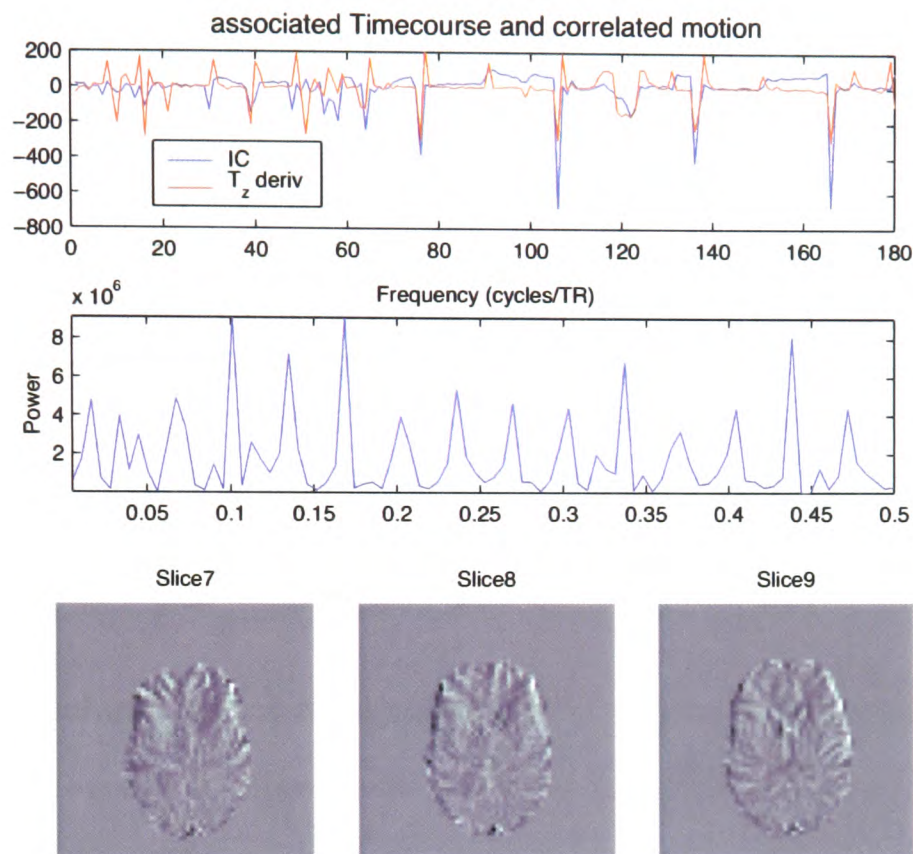 associated Timecourse and correlated motion
200
0
−200
−400
−600
−800
IC
T_z deriv
0 20 40 60 80 100 120 140 160 180
x 10^6
Frequency (cycles/TR)
8
6
4
2
Power
0.05 0.1 0.15 0.2 0.25 0.3 0.35 0.4 0.45 0.5
Slice7 Slice8 Slice9